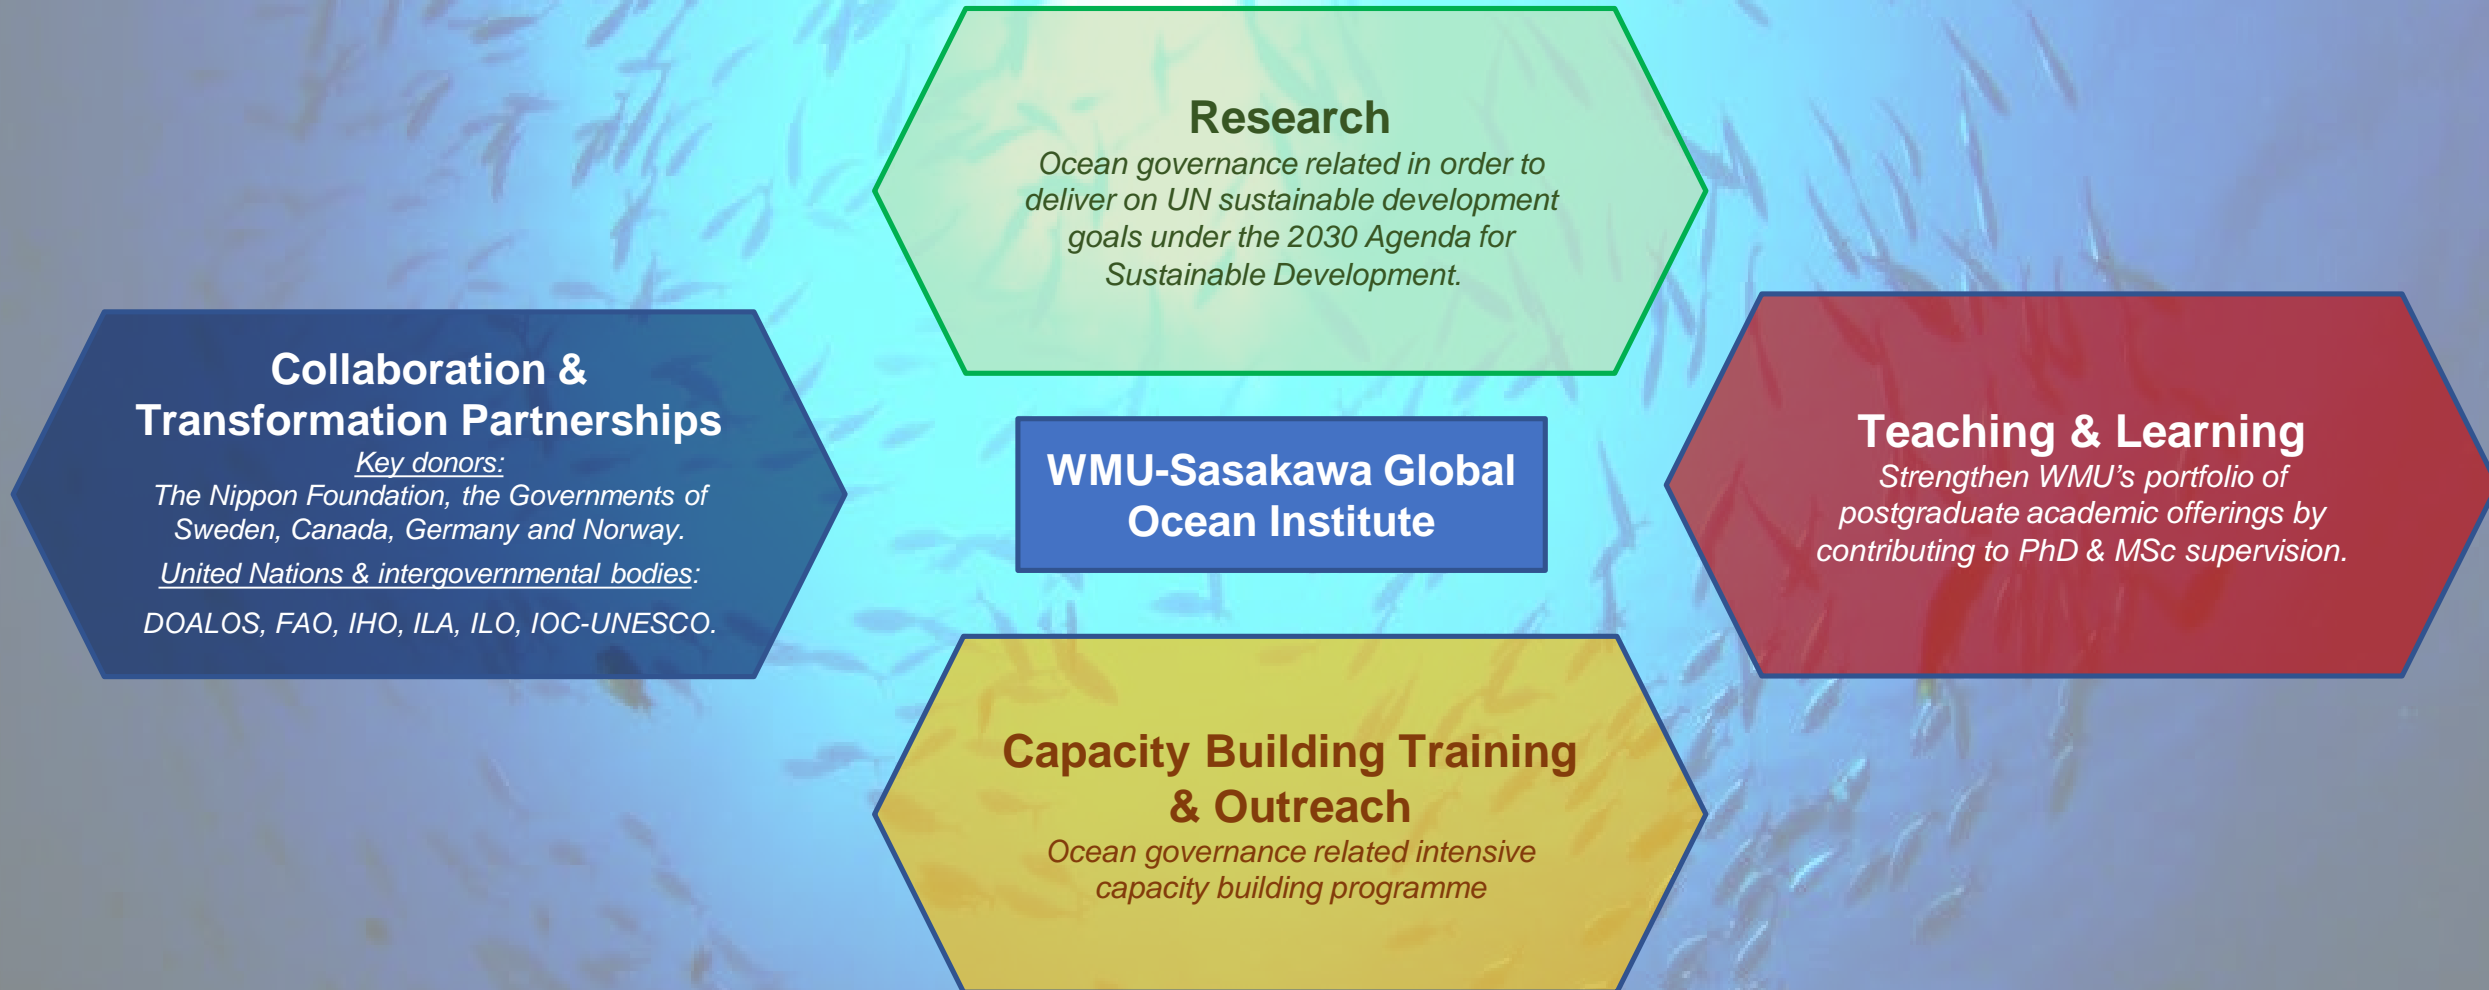 Research
Ocean governance related in order to
deliver on UN sustainable development
goals under the 2030 Agenda for
Sustainable Development.
Collaboration &
Transformation Partnerships
Key donors:
The Nippon Foundation, the Governments of
Sweden, Canada, Germany and Norway.
United Nations & intergovernmental bodies:
DOALOS, FAO, IHO, ILA, ILO, IOC-UNESCO.
WMU-Sasakawa Global
Ocean Institute
Teaching & Learning
Strengthen WMU’s portfolio of
postgraduate academic offerings by
contributing to PhD & MSc supervision.
Capacity Building Training
& Outreach
Ocean governance related intensive
capacity building programme